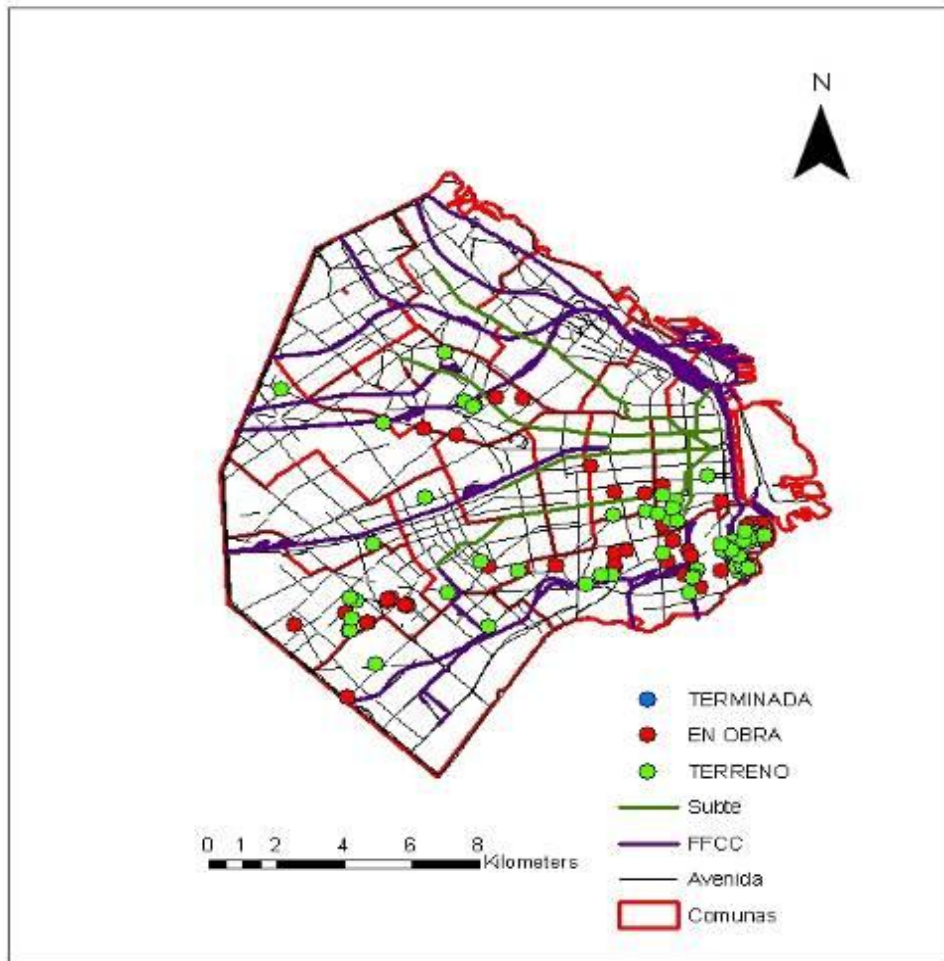 N
TERMINADA
EN OBRA
TERRENO
Subte
FFCC
Avenida
Comunas
0 1 2 4 6 8
Kilometers